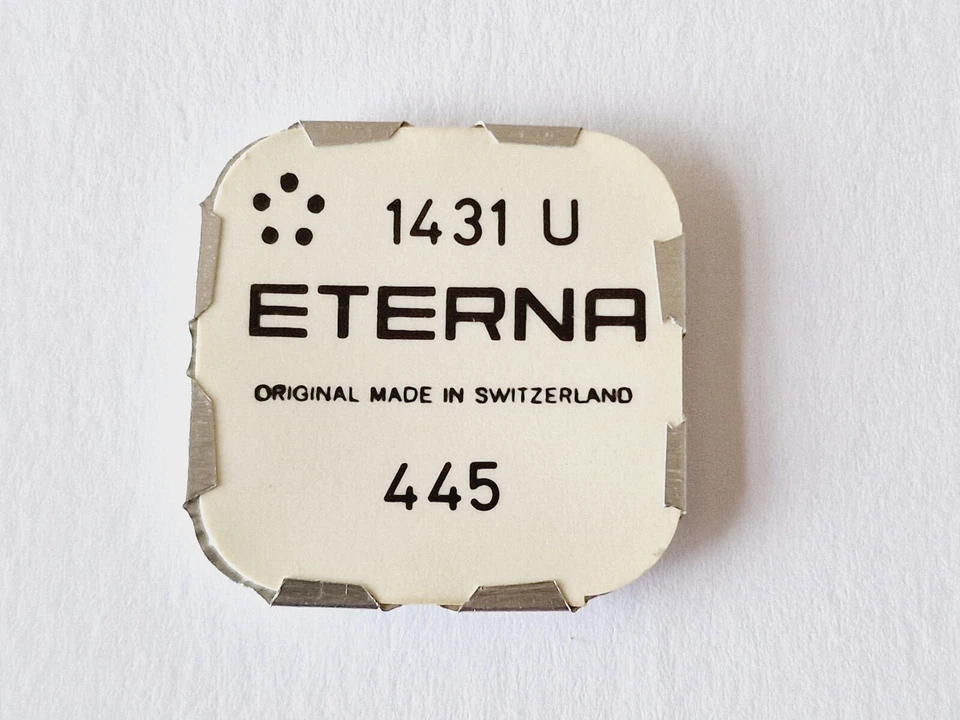 1431 U
ETERNA
ORIGINAL MADE IN SWITZERLAND
445